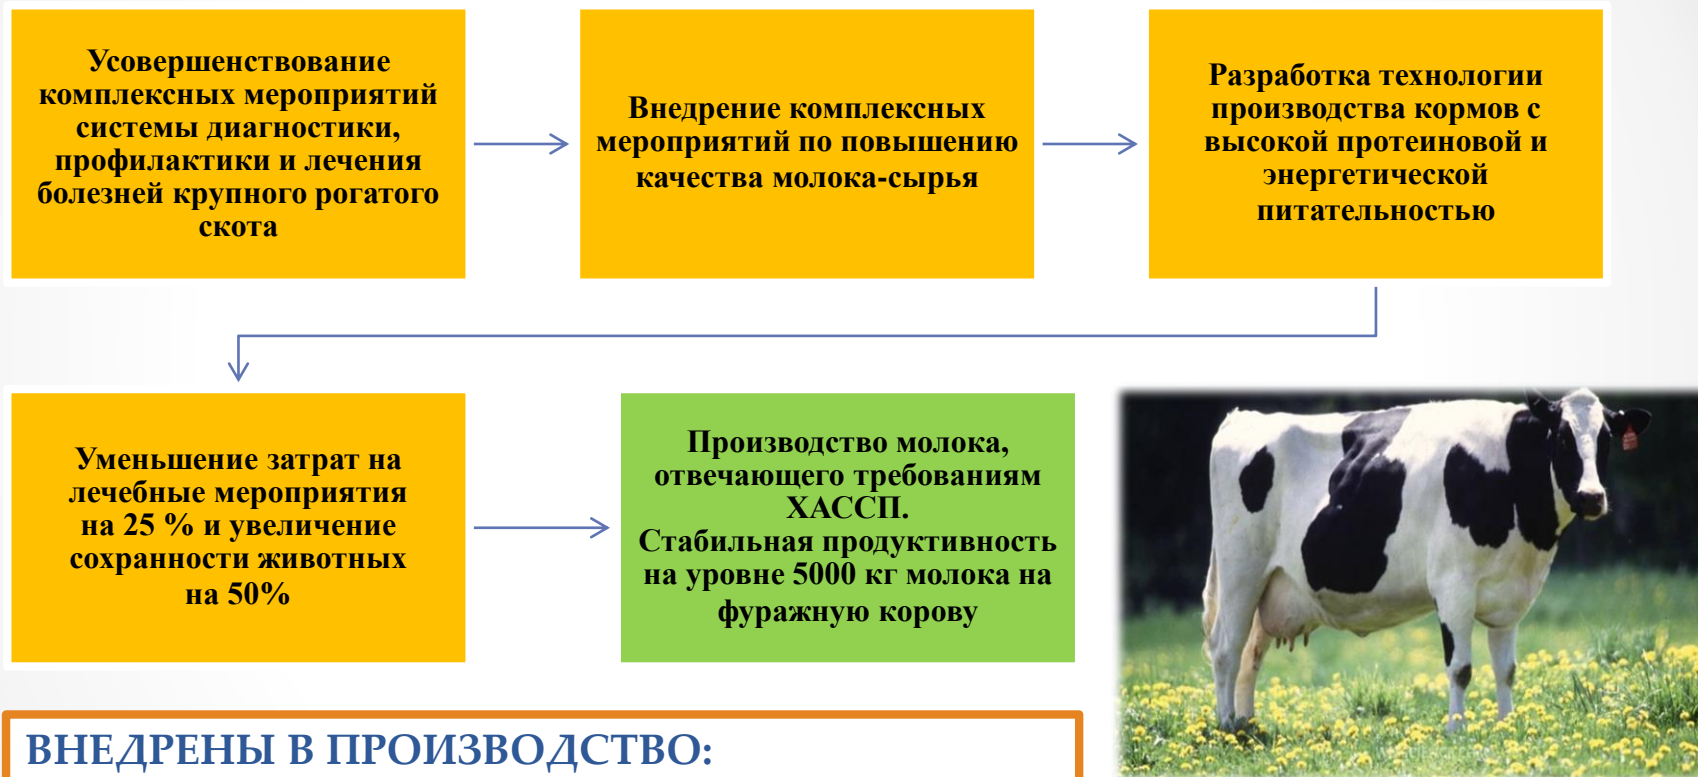 Усовершенствование
комплексных мероприятий
системы диагностики,
профилактики и лечения
болезней крупного рогатого
скота
Внедрение комплексных
мероприятий по повышению
качества молока-сырья
Разработка технологии
производства кормов с
высокой протеиновой и
энергетической
питательностью
Уменьшение затрат на
лечебные мероприятия
на 25 % и увеличение
сохранности животных
на 50%
Производство молока,
отвечающего требованиям
ХАССП.
Стабильная продуктивность
на уровне 5000 кг молока на
фуражную корову
ВНЕДРЕНЫ В ПРОИЗВОДСТВО: